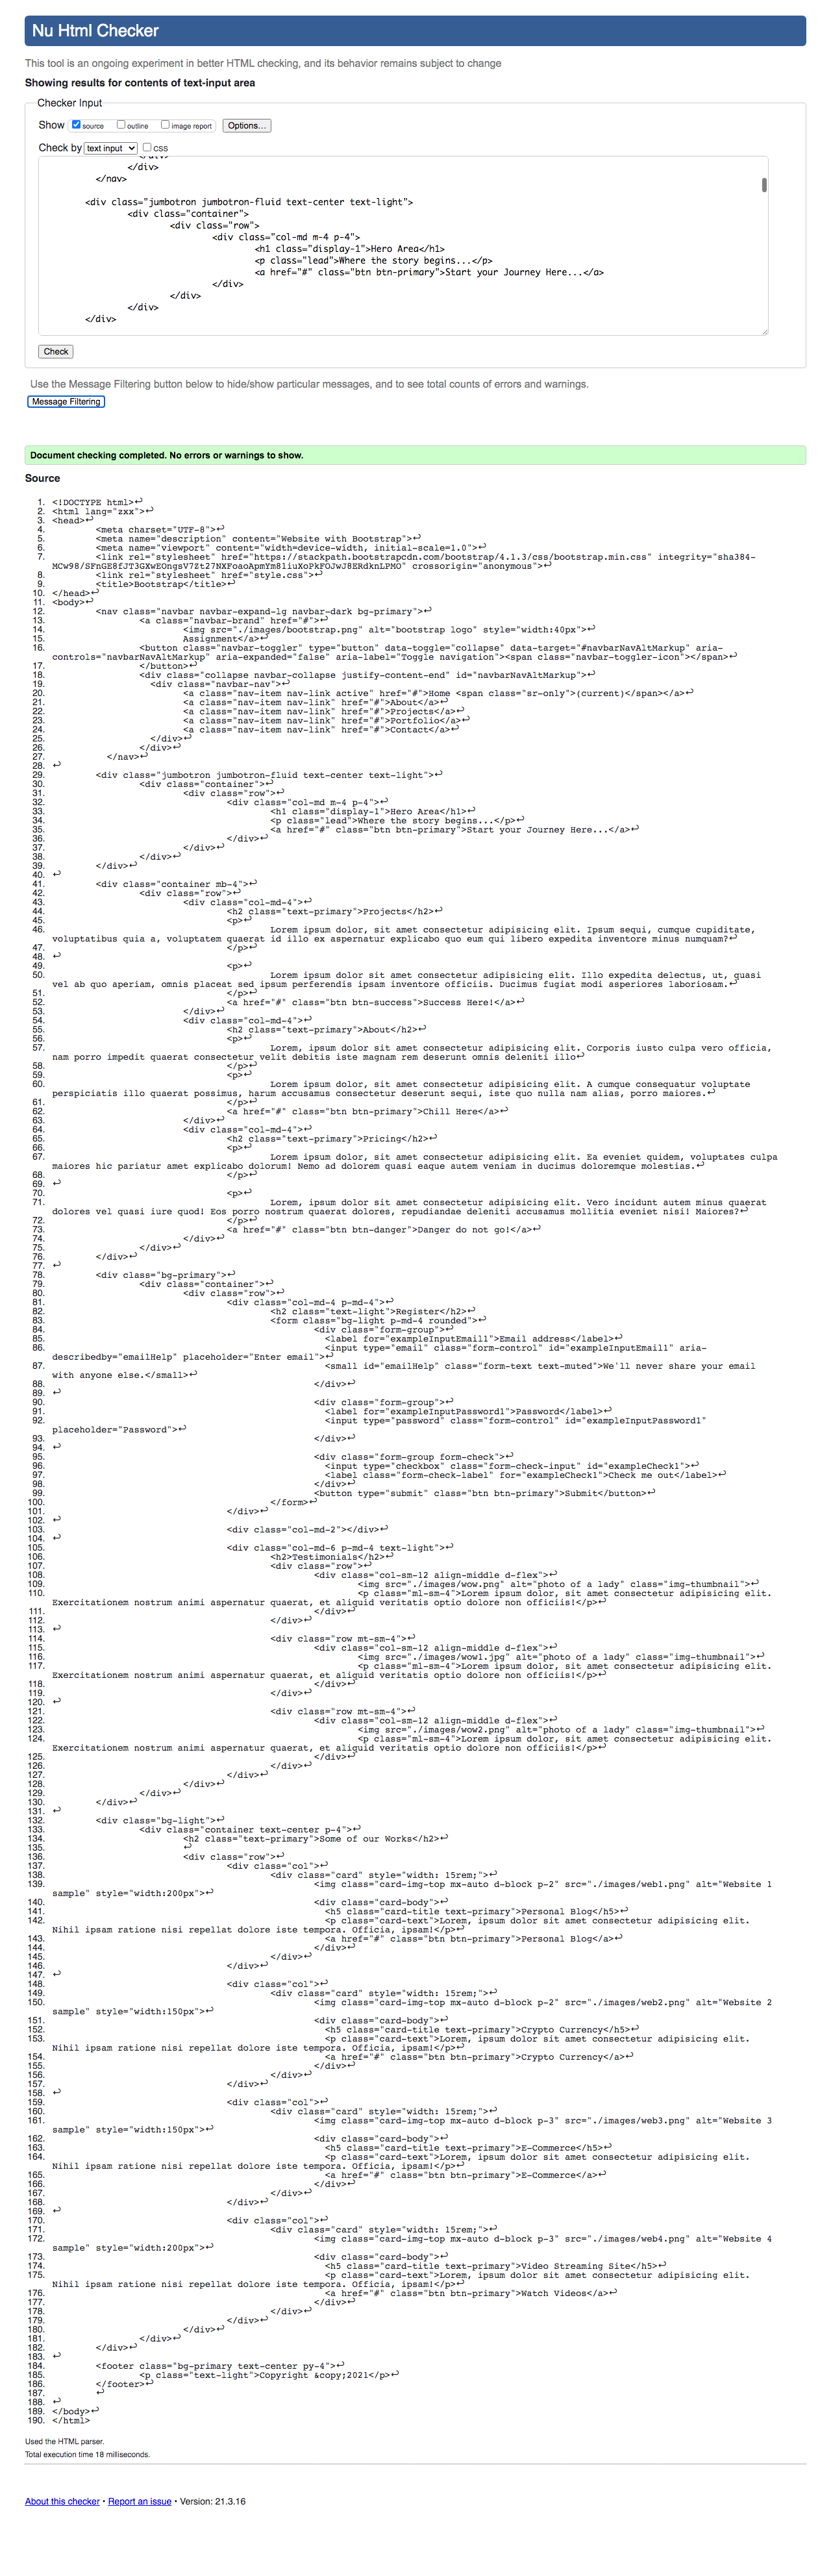 Nu Html Checker
This tool is an ongoing experiment in better HTML checking, and its behavior remains subject to change
Showing results for contents of text-input area
Checker Input
Show source outline image report Options...
Check by text input css
</div>
</div>
</nav>
<div class="jumbotron jumbotron-fluid text-center text-light">
<div class="container">
<div class="row">
<div class="col-md m-4 p-4">
<h1 class="display-1">Hero Area</h1>
<p class="lead">Where the story begins...</p>
<a href="#" class="btn btn-primary">Start your Journey Here...</a>
</div>
</div>
</div>
</div>
Check
Use the Message Filtering button below to hide/show particular messages, and to see total counts of errors and warnings.
Message Filtering
Document checking completed. No errors or warnings to show.
Source
1. <!DOCTYPE html>↩
2. <html lang="zxx">↩
3. <head>↩
4. <meta charset="UTF-8">↩
5. <meta name="description" content="Website with Bootstrap">↩
6. <meta name="viewport" content="width=device-width, initial-scale=1.0">↩
7. <link rel="stylesheet" href="https://stackpath.bootstrapcdn.com/bootstrap/4.1.3/css/bootstrap.min.css" integrity="sha384-
MCw98/SFnGE8fJT3GXwEOngsV7Zt27NXFoaoApmYm81iuXoPkFOJwJ8ERdknLPMO" crossorigin="anonymous">↩
8. <link rel="stylesheet" href="style.css">↩
9. <title>Bootstrap</title>↩
10. </head>↩
11. <body>↩
12. <nav class="navbar navbar-expand-lg navbar-dark bg-primary">↩
13. <a class="navbar-brand" href="#">↩
14. <img src="./images/bootstrap.png" alt="bootstrap logo" style="width:40px">↩
15. Assignment</a>↩
16. <button class="navbar-toggler" type="button" data-toggle="collapse" data-target="#navbarNavAltMarkup" aria-
controls="navbarNavAltMarkup" aria-expanded="false" aria-label="Toggle navigation"><span class="navbar-toggler-icon"></span>↩
17. </button>↩
18. <div class="collapse navbar-collapse justify-content-end" id="navbarNavAltMarkup">↩
19. <div class="navbar-nav">↩
20. <a class="nav-item nav-link active" href="#">Home <span class="sr-only">(current)</span></a>↩
21. <a class="nav-item nav-link" href="#">About</a>↩
22. <a class="nav-item nav-link" href="#">Projects</a>↩
23. <a class="nav-item nav-link" href="#">Portfolio</a>↩
24. <a class="nav-item nav-link" href="#">Contact</a>↩
25. </div>↩
26. </div>↩
27. </nav>↩
28. ↩
29. <div class="jumbotron jumbotron-fluid text-center text-light">↩
30. <div class="container">↩
31. <div class="row">↩
32. <div class="col-md m-4 p-4">↩
33. <h1 class="display-1">Hero Area</h1>↩
34. <p class="lead">Where the story begins...</p>↩
35. <a href="#" class="btn btn-primary">Start your Journey Here...</a>↩
36. </div>↩
37. </div>↩
38. </div>↩
39. </div>↩
40. ↩
41. <div class="container mb-4">↩
42. <div class="row">↩
43. <div class="col-md-4">↩
44. <h2 class="text-primary">Projects</h2>↩
45. <p>↩
46. Lorem ipsum dolor, sit amet consectetur adipisicing elit. Ipsum sequi, cumque cupiditate,
voluptatibus quia a, voluptatem quaerat id illo ex aspernatur explicabo quo eum qui libero expedita inventore minus numquam?↩
47. </p>↩
48. ↩
49. <p>↩
50. Lorem ipsum dolor sit amet consectetur adipisicing elit. Illo expedita delectus, ut, quasi
vel ab quo aperiam, omnis placeat sed ipsum perferendis ipsam inventore officiis. Ducimus fugiat modi asperiores laboriosam.↩
51. </p>↩
52. <a href="#" class="btn btn-success">Success Here!</a>↩
53. </div>↩
54. <div class="col-md-4">↩
55. <h2 class="text-primary">About</h2>↩
56. <p>↩
57. Lorem, ipsum dolor sit amet consectetur adipisicing elit. Corporis iusto culpa vero officia,
nam porro impedit quaerat consectetur velit debitis iste magnam rem deserunt omnis deleniti illo↩
58. </p>↩
59. <p>↩
60. Lorem ipsum dolor, sit amet consectetur adipisicing elit. A cumque consequatur voluptate
perspiciatis illo quaerat possimus, harum accusamus consectetur deserunt sequi, iste quo nulla nam alias, porro maiores.↩
61. </p>↩
62. <a href="#" class="btn btn-primary">Chill Here</a>↩
63. </div>↩
64. <div class="col-md-4">↩
65. <h2 class="text-primary">Pricing</h2>↩
66. <p>↩
67. Lorem ipsum dolor, sit amet consectetur adipisicing elit. Ea eveniet quidem, voluptates culpa
maiores hic pariatur amet explicabo dolorum! Nemo ad dolorem quasi eaque autem veniam in ducimus doloremque molestias.↩
68. </p>↩
69. ↩
70. <p>↩
71. Lorem, ipsum dolor sit amet consectetur adipisicing elit. Vero incidunt autem minus quaerat
dolores vel quasi iure quod! Eos porro nostrum quaerat dolores, repudiandae deleniti accusamus mollitia eveniet nisi! Maiores?↩
72. </p>↩
73. <a href="#" class="btn btn-danger">Danger do not go!</a>↩
74. </div>↩
75. </div>↩
76. </div>↩
77. ↩
78. <div class="bg-primary">↩
79. <div class="container">↩
80. <div class="row">↩
81. <div class="col-md-4 p-md-4">↩
82. <h2 class="text-light">Register</h2>↩
83. <form class="bg-light p-md-4 rounded">↩
84. <div class="form-group">↩
85. <label for="exampleInputEmail1">Email address</label>↩
86. <input type="email" class="form-control" id="exampleInputEmail1" aria-
describedby="emailHelp" placeholder="Enter email">↩
87. <small id="emailHelp" class="form-text text-muted">We'll never share your email
with anyone else.</small>↩
88. </div>↩
89. ↩
90. <div class="form-group">↩
91. <label for="exampleInputPassword1">Password</label>↩
92. <input type="password" class="form-control" id="exampleInputPassword1"
placeholder="Password">↩
93. </div>↩
94. ↩
95. <div class="form-group form-check">↩
96. <input type="checkbox" class="form-check-input" id="exampleCheck1">↩
97. <label class="form-check-label" for="exampleCheck1">Check me out</label>↩
98. </div>↩
99. <button type="submit" class="btn btn-primary">Submit</button>↩
100. </form>↩
101. </div>↩
102. ↩
103. <div class="col-md-2"></div>↩
104. ↩
105. <div class="col-md-6 p-md-4 text-light">↩
106. <h2>Testimonials</h2>↩
107. <div class="row">↩
108. <div class="col-sm-12 align-middle d-flex">↩
109. <img src="./images/wow.png" alt="photo of a lady" class="img-thumbnail">↩
110. <p class="ml-sm-4">Lorem ipsum dolor, sit amet consectetur adipisicing elit.
Exercitationem nostrum animi aspernatur quaerat, et aliquid veritatis optio dolore non officiis!</p>↩
111. </div>↩
112. </div>↩
113. ↩
114. <div class="row mt-sm-4">↩
115. <div class="col-sm-12 align-middle d-flex">↩
116. <img src="./images/wow1.jpg" alt="photo of a lady" class="img-thumbnail">↩
117. <p class="ml-sm-4">Lorem ipsum dolor, sit amet consectetur adipisicing elit.
Exercitationem nostrum animi aspernatur quaerat, et aliquid veritatis optio dolore non officiis!</p>↩
118. </div>↩
119. </div>↩
120. ↩
121. <div class="row mt-sm-4">↩
122. <div class="col-sm-12 align-middle d-flex">↩
123. <img src="./images/wow2.png" alt="photo of a lady" class="img-thumbnail">↩
124. <p class="ml-sm-4">Lorem ipsum dolor, sit amet consectetur adipisicing elit.
Exercitationem nostrum animi aspernatur quaerat, et aliquid veritatis optio dolore non officiis!</p>↩
125. </div>↩
126. </div>↩
127. </div>↩
128. </div>↩
129. </div>↩
130. </div>↩
131. ↩
132. <div class="bg-light">↩
133. <div class="container text-center p-4">↩
134. <h2 class="text-primary">Some of our Works</h2>↩
135. ↩
136. <div class="row">↩
137. <div class="col">↩
138. <div class="card" style="width: 15rem;">↩
139. <img class="card-img-top mx-auto d-block p-2" src="./images/web1.png" alt="Website 1
sample" style="width:200px">↩
140. <div class="card-body">↩
141. <h5 class="card-title text-primary">Personal Blog</h5>↩
142. <p class="card-text">Lorem, ipsum dolor sit amet consectetur adipisicing elit.
Nihil ipsam ratione nisi repellat dolore iste tempora. Officia, ipsam!</p>↩
143. <a href="#" class="btn btn-primary">Personal Blog</a>↩
144. </div>↩
145. </div>↩
146. </div>↩
147. ↩
148. <div class="col">↩
149. <div class="card" style="width: 15rem;">↩
150. <img class="card-img-top mx-auto d-block p-2" src="./images/web2.png" alt="Website 2
sample" style="width:150px">↩
151. <div class="card-body">↩
152. <h5 class="card-title text-primary">Crypto Currency</h5>↩
153. <p class="card-text">Lorem, ipsum dolor sit amet consectetur adipisicing elit.
Nihil ipsam ratione nisi repellat dolore iste tempora. Officia, ipsam!</p>↩
154. <a href="#" class="btn btn-primary">Crypto Currency</a>↩
155. </div>↩
156. </div>↩
157. </div>↩
158. ↩
159. <div class="col">↩
160. <div class="card" style="width: 15rem;">↩
161. <img class="card-img-top mx-auto d-block p-3" src="./images/web3.png" alt="Website 3
sample" style="width:150px">↩
162. <div class="card-body">↩
163. <h5 class="card-title text-primary">E-Commerce</h5>↩
164. <p class="card-text">Lorem, ipsum dolor sit amet consectetur adipisicing elit.
Nihil ipsam ratione nisi repellat dolore iste tempora. Officia, ipsam!</p>↩
165. <a href="#" class="btn btn-primary">E-Commerce</a>↩
166. </div>↩
167. </div>↩
168. </div>↩
169. ↩
170. <div class="col">↩
171. <div class="card" style="width: 15rem;">↩
172. <img class="card-img-top mx-auto d-block p-3" src="./images/web4.png" alt="Website 4
sample" style="width:200px">↩
173. <div class="card-body">↩
174. <h5 class="card-title text-primary">Video Streaming Site</h5>↩
175. <p class="card-text">Lorem, ipsum dolor sit amet consectetur adipisicing elit.
Nihil ipsam ratione nisi repellat dolore iste tempora. Officia, ipsam!</p>↩
176. <a href="#" class="btn btn-primary">Watch Videos</a>↩
177. </div>↩
178. </div>↩
179. </div>↩
180. </div>↩
181. </div>↩
182. </div>↩
183. ↩
184. <footer class="bg-primary text-center py-4">↩
185. <p class="text-light">Copyright &copy;2021</p>↩
186. </footer>↩
187. ↩
188. ↩
189. </body>↩
190. </html>
Used the HTML parser.
Total execution time 18 milliseconds.
About this checker • Report an issue • Version: 21.3.16